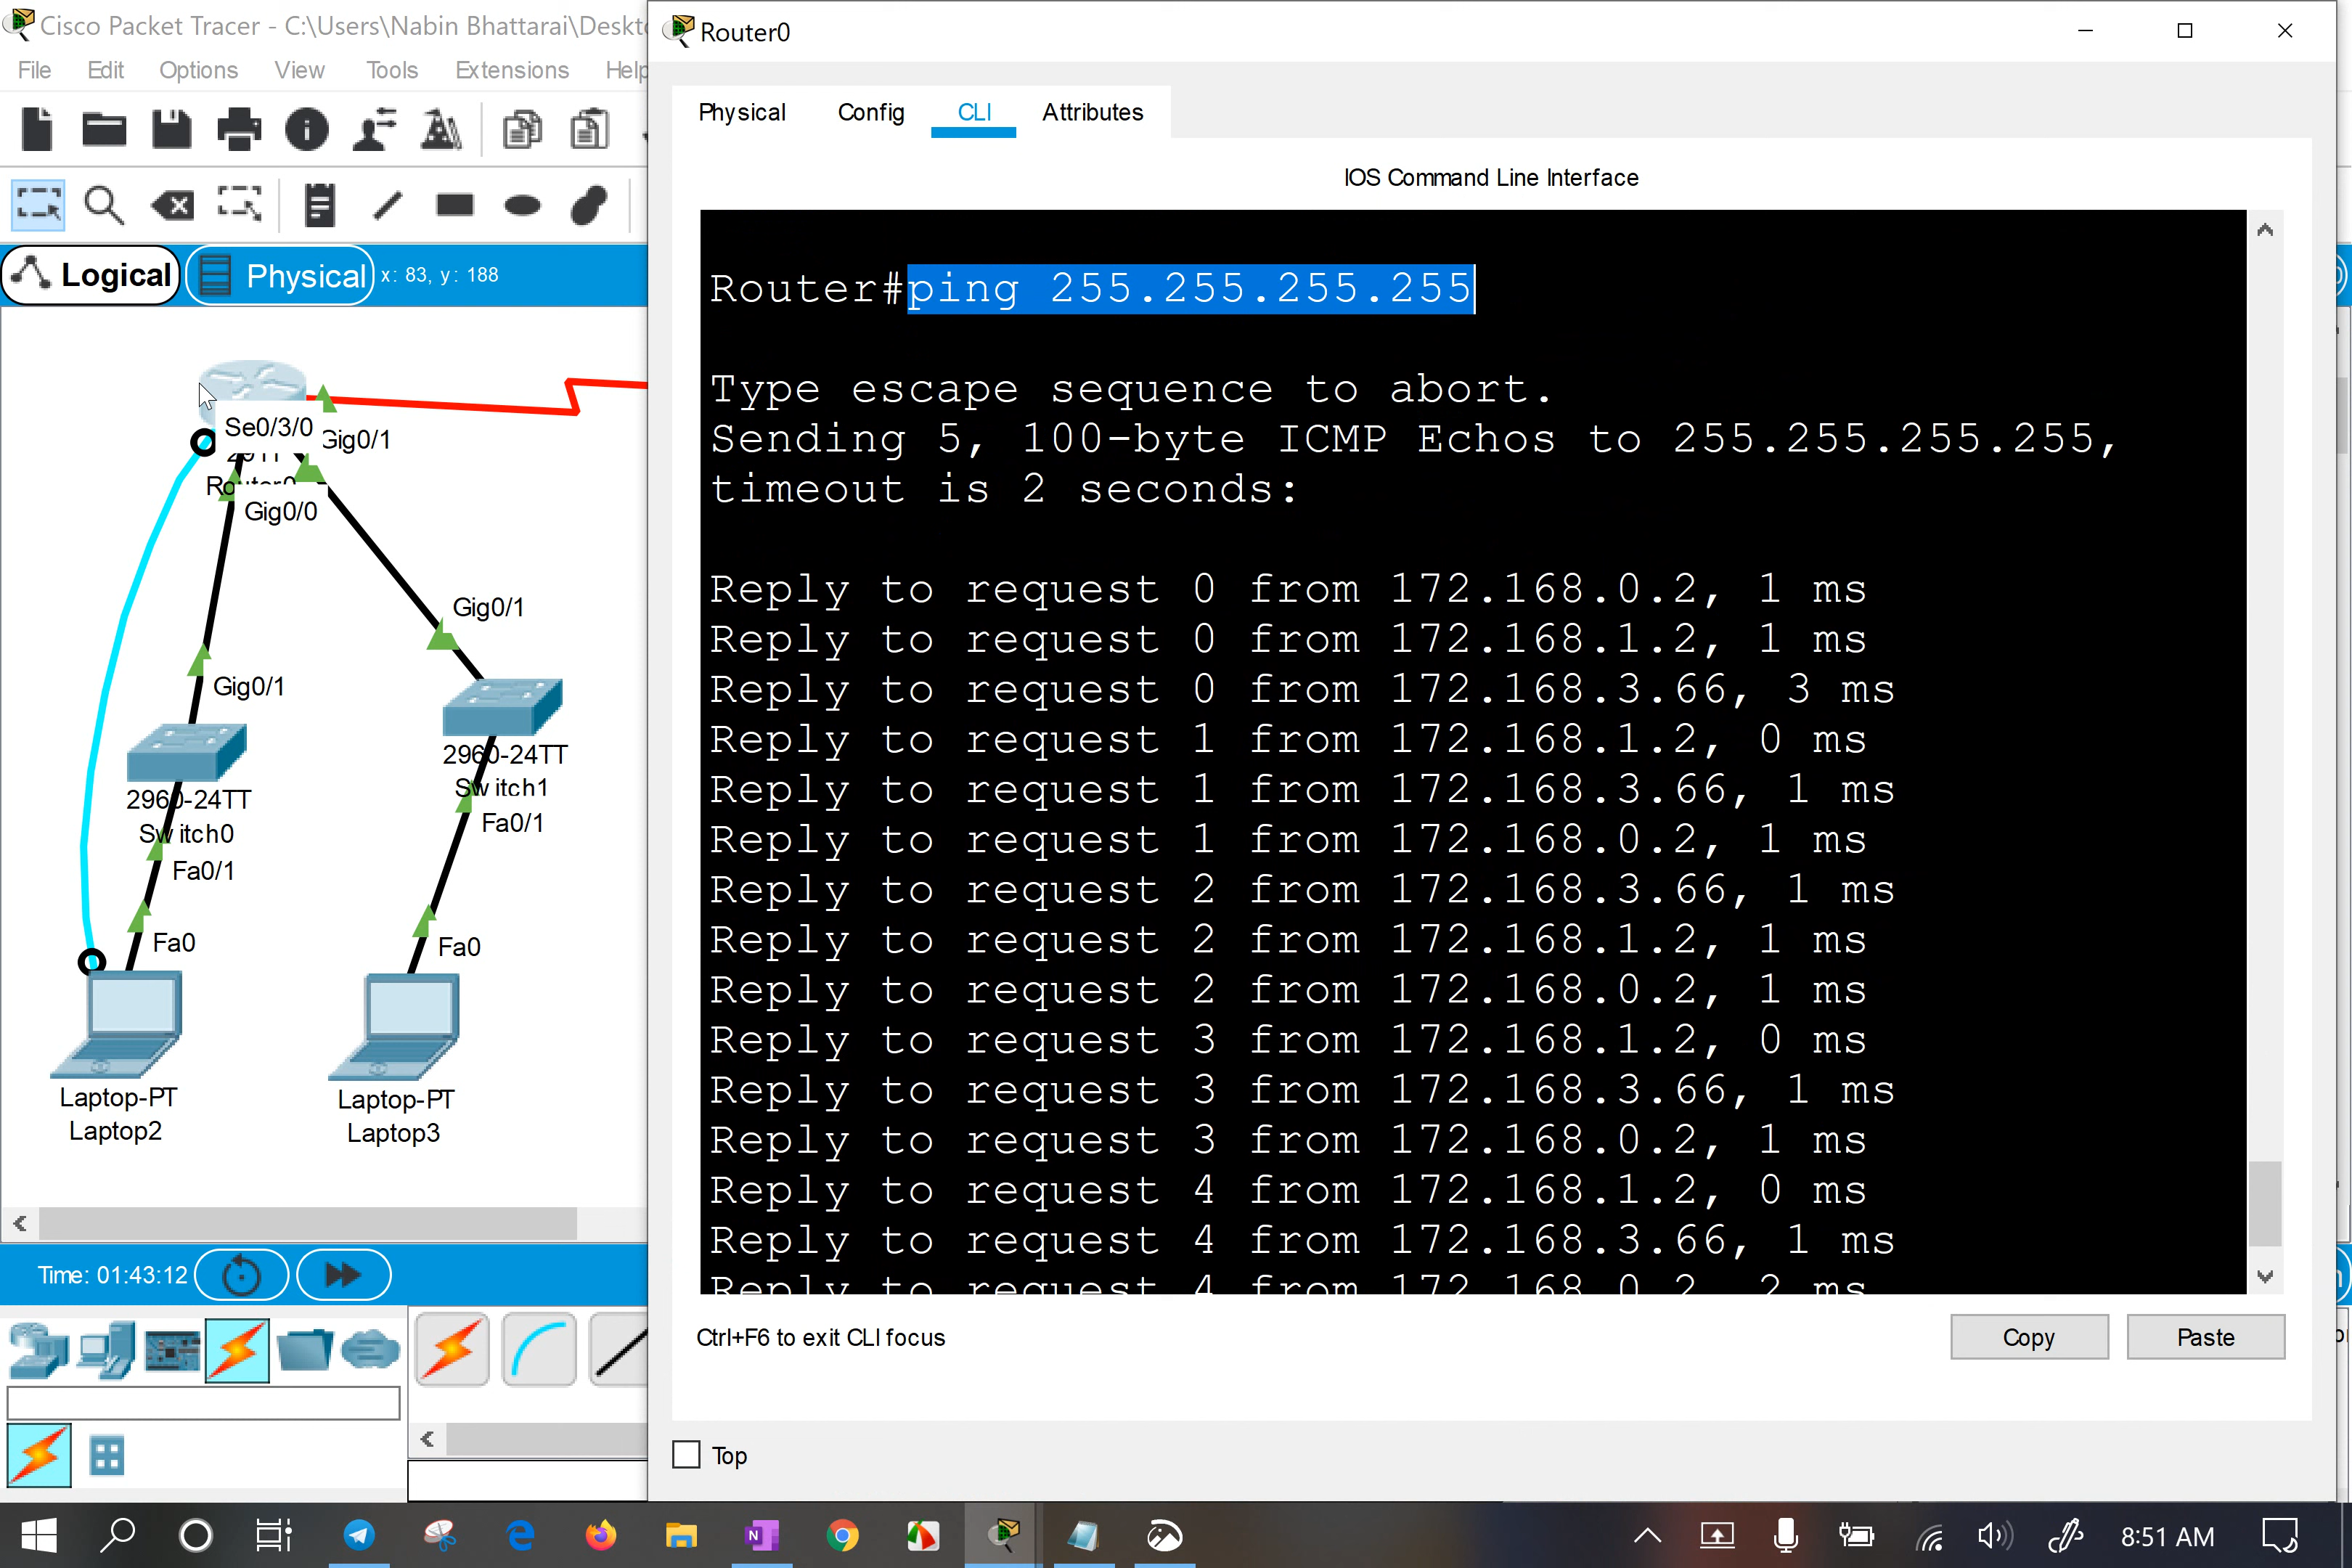 Cisco Packet Tracer - C:\Users\Nabin Bhattarai\Deskt
File Edit Options View Tools Extensions Help
Logical Physical x: 83, y: 188
Se0/3/0
Gig0/1
Gig0/0
Gig0/1
Gig0/1
2960-24TT
Switch1
2960-24TT
Switch0
Fa0/1
Fa0/1
Fa0
Fa0
Laptop-PT
Laptop2
Laptop-PT
Laptop3
Time: 01:43:12
Router0
Physical Config CLI Attributes
IOS Command Line Interface
Router#ping 255.255.255.255
Type escape sequence to abort.
Sending 5, 100-byte ICMP Echos to 255.255.255.255,
timeout is 2 seconds:
Reply to request 0 from 172.168.0.2, 1 ms
Reply to request 0 from 172.168.1.2, 1 ms
Reply to request 0 from 172.168.3.66, 3 ms
Reply to request 1 from 172.168.1.2, 0 ms
Reply to request 1 from 172.168.3.66, 1 ms
Reply to request 1 from 172.168.0.2, 1 ms
Reply to request 2 from 172.168.3.66, 1 ms
Reply to request 2 from 172.168.1.2, 1 ms
Reply to request 2 from 172.168.0.2, 1 ms
Reply to request 3 from 172.168.1.2, 0 ms
Reply to request 3 from 172.168.3.66, 1 ms
Reply to request 3 from 172.168.0.2, 1 ms
Reply to request 4 from 172.168.1.2, 0 ms
Reply to request 4 from 172.168.3.66, 1 ms
Reply to request 4 from 172.168.0.2, 2 ms
Ctrl+F6 to exit CLI focus
Copy Paste
Top
8:51 AM